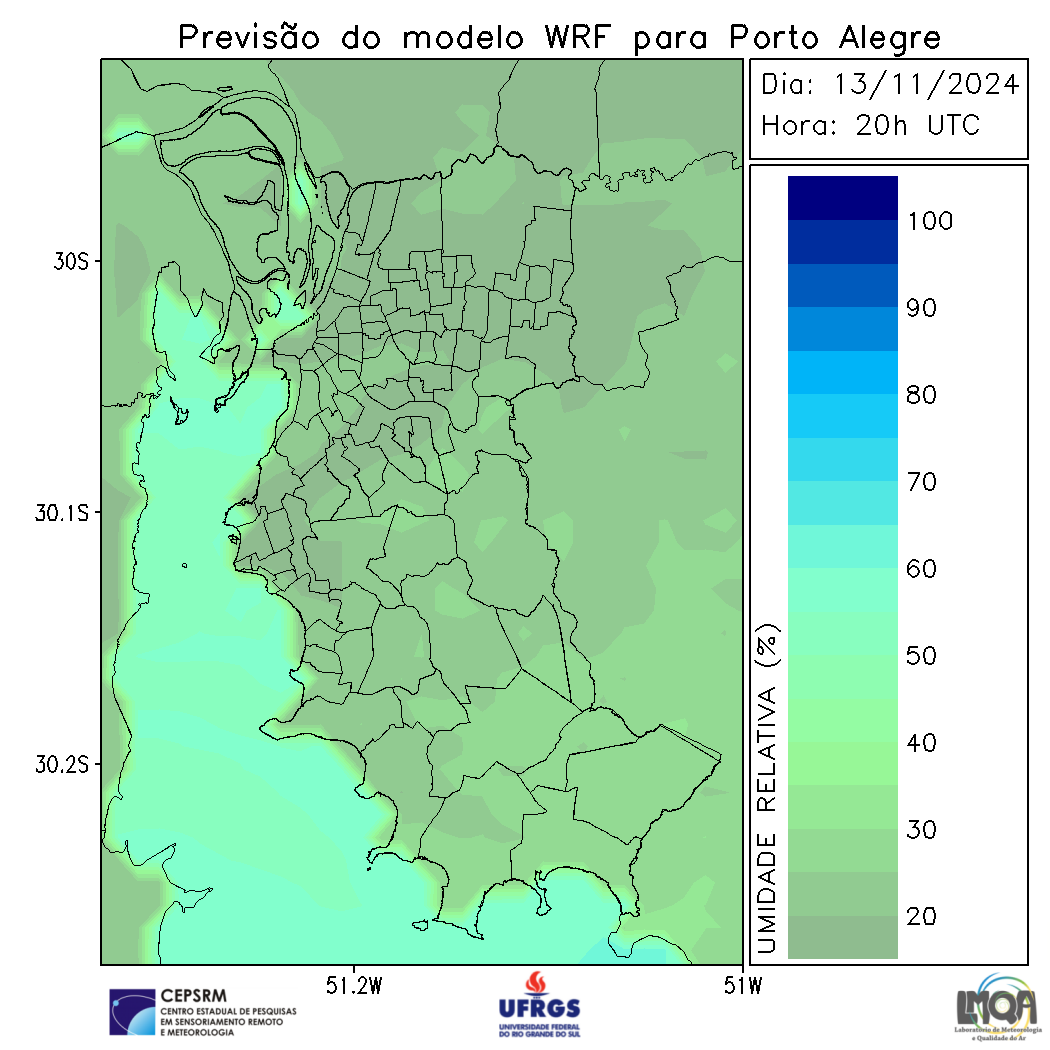 Previsão do modelo WRF para Porto Alegre
Dia: 13/11/2024
Hora: 20h UTC
30S
30.1S
30.2S
51.2W
51W
100
90
80
70
60
50
40
30
20
UMIDADE RELATIVA (%)
CEPSRM
CENTRO ESTADUAL DE PESQUISAS
EM SENSORIAMENTO REMOTO
E METEOROLOGIA
UFRGS
UNIVERSIDADE FEDERAL
DO RIO GRANDE DO SUL
LMQA
Laboratório de Meteorologia
e Qualidade do Ar